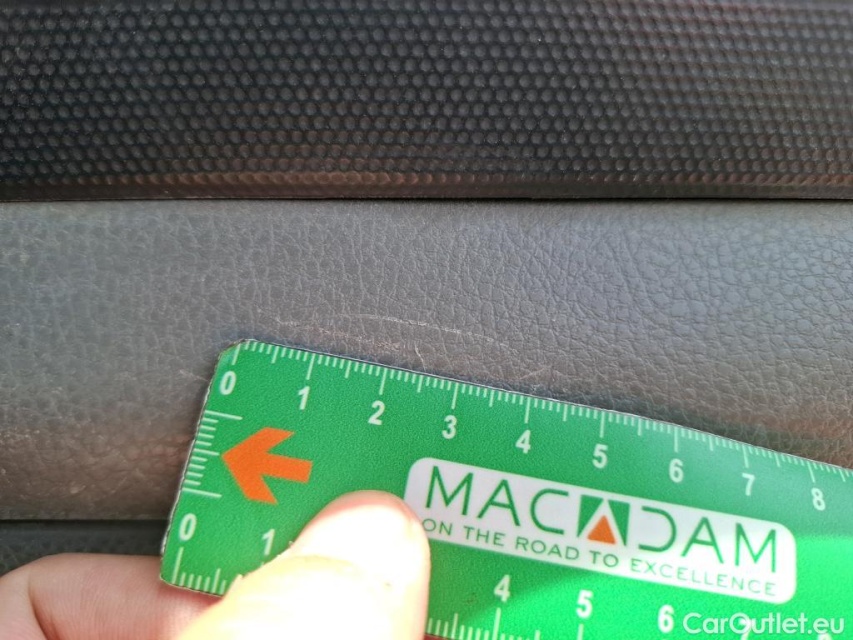 0 1 2 3 4 5 6 7 8
MACADAM
ON THE ROAD TO EXCELLENCE
0 1 4 5 6
CarOutlet.eu